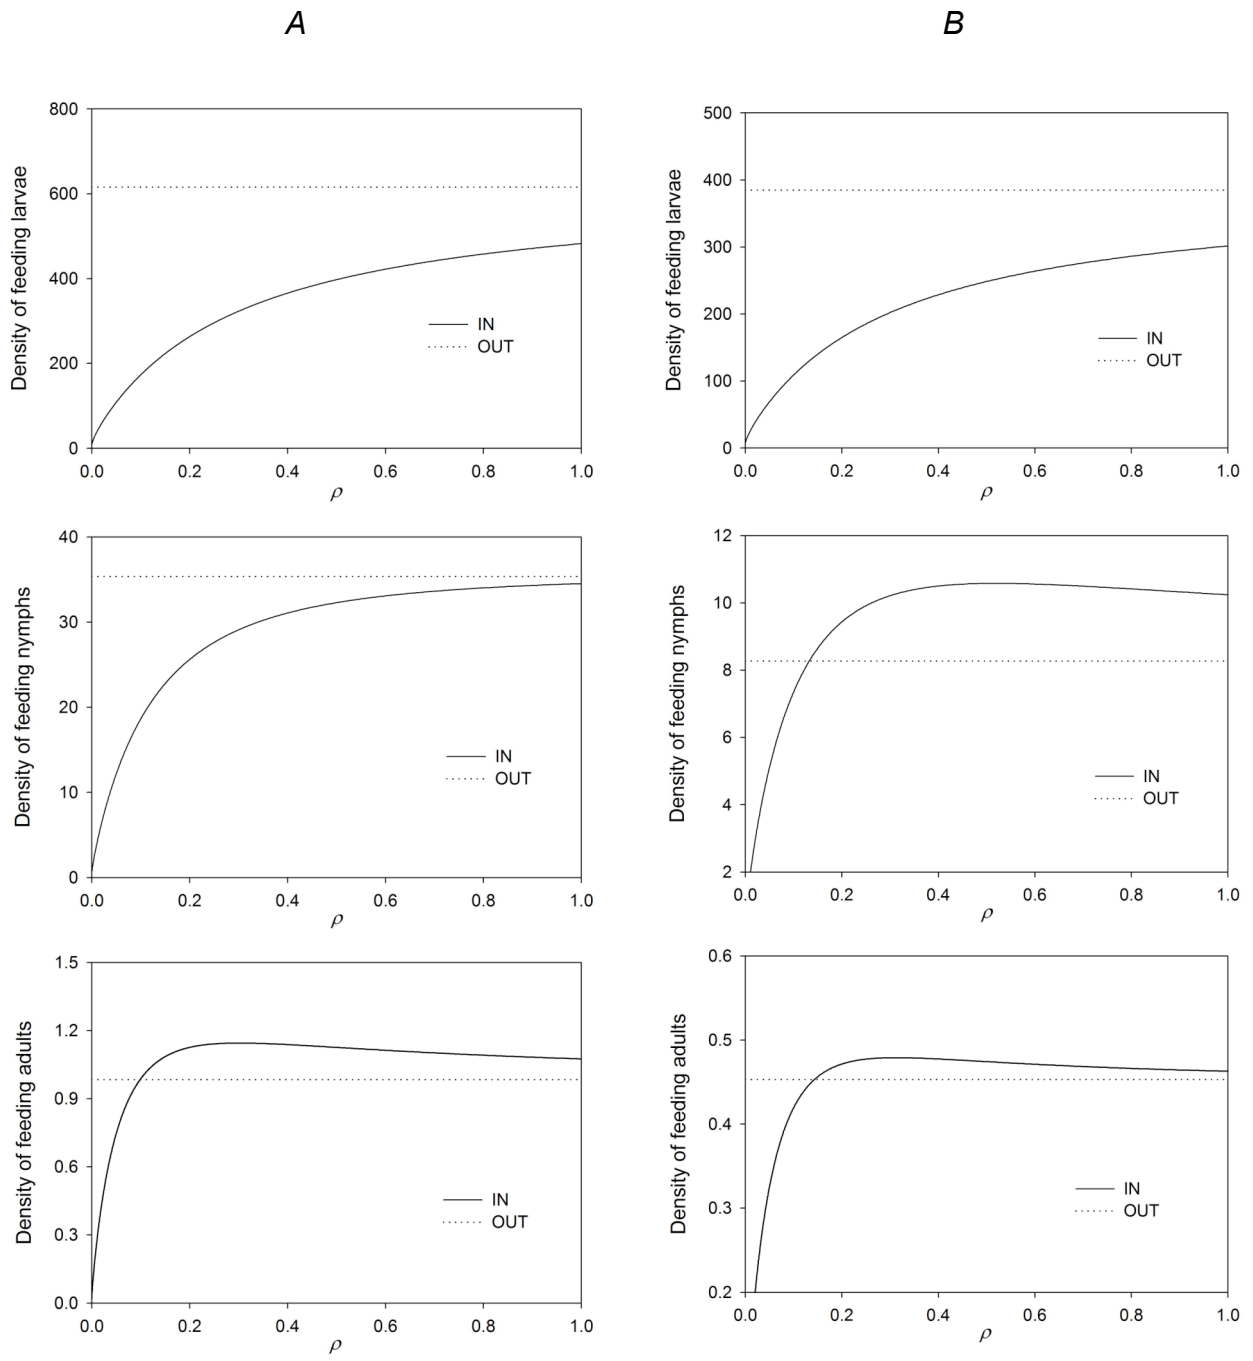 A
B
Density of feeding larvae
800
600
400
200
0
IN
OUT
0.0 0.2 0.4 0.6 0.8 1.0
ρ
Density of feeding larvae
500
400
300
200
100
0
IN
OUT
0.0 0.2 0.4 0.6 0.8 1.0
ρ
Density of feeding nymphs
40
30
20
10
0
IN
OUT
0.0 0.2 0.4 0.6 0.8 1.0
ρ
Density of feeding nymphs
12
10
8
6
4
2
IN
OUT
0.0 0.2 0.4 0.6 0.8 1.0
ρ
Density of feeding adults
1.5
1.2
0.9
0.6
0.3
0.0
IN
OUT
0.0 0.2 0.4 0.6 0.8 1.0
ρ
Density of feeding adults
0.6
0.5
0.4
0.3
0.2
IN
OUT
0.0 0.2 0.4 0.6 0.8 1.0
ρ